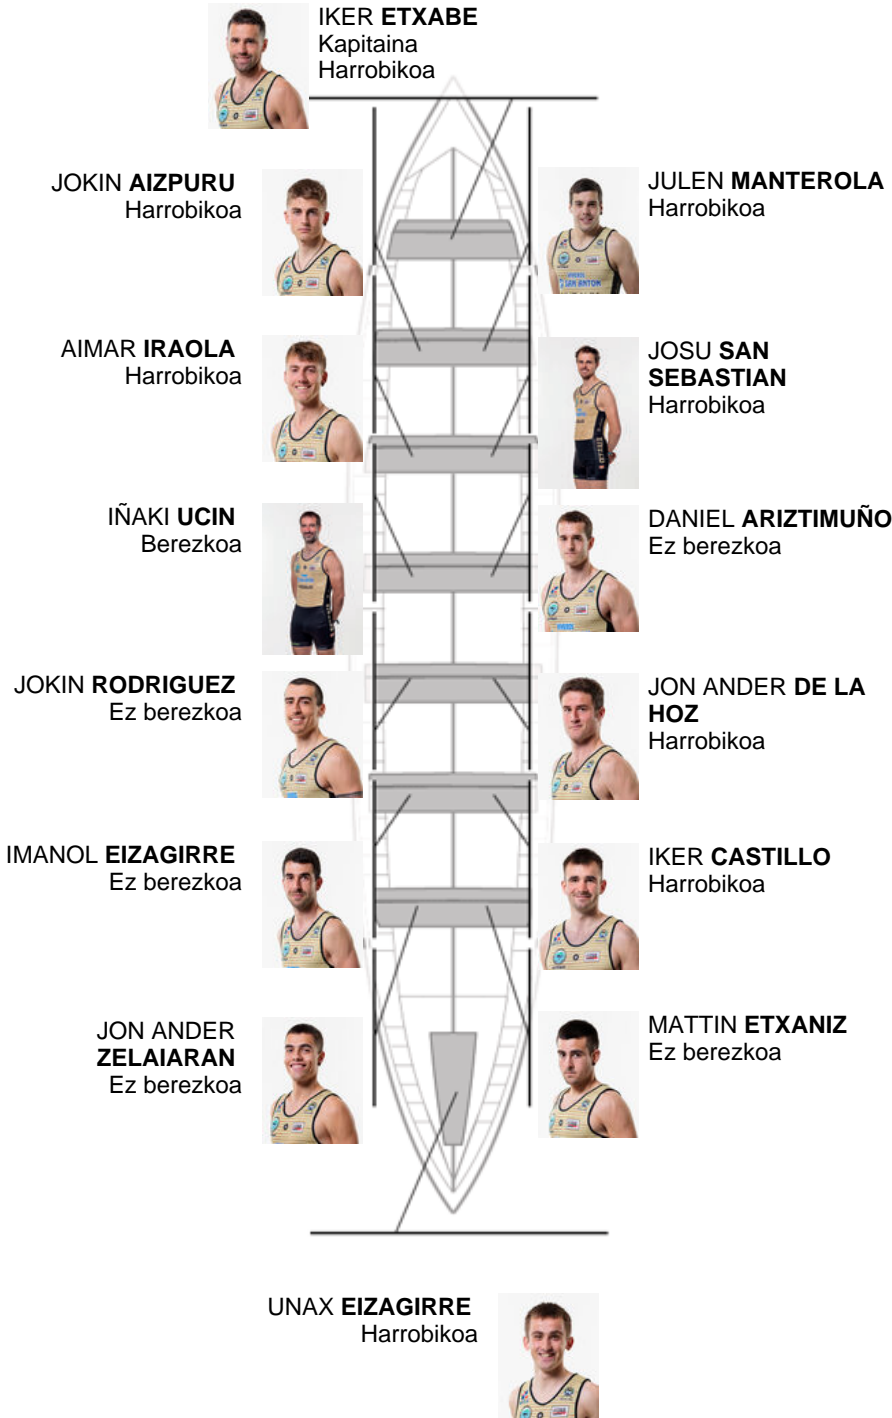 IKER ETXABE
Kapitaina
Harrobikoa
JOKIN AIZPURU
Harrobikoa
JULEN MANTEROLA
Harrobikoa
AIMAR IRAOLA
Harrobikoa
JOSU SAN
SEBASTIAN
Harrobikoa
IÑAKI UCIN
Berezkoa
DANIEL ARIZTIMUÑO
Ez berezkoa
JOKIN RODRIGUEZ
Ez berezkoa
JON ANDER DE LA
HOZ
Harrobikoa
IMANOL EIZAGIRRE
Ez berezkoa
IKER CASTILLO
Harrobikoa
JON ANDER
ZELAIARAN
Ez berezkoa
MATTIN ETXANIZ
Ez berezkoa
UNAX EIZAGIRRE
Harrobikoa
SAN ANTON